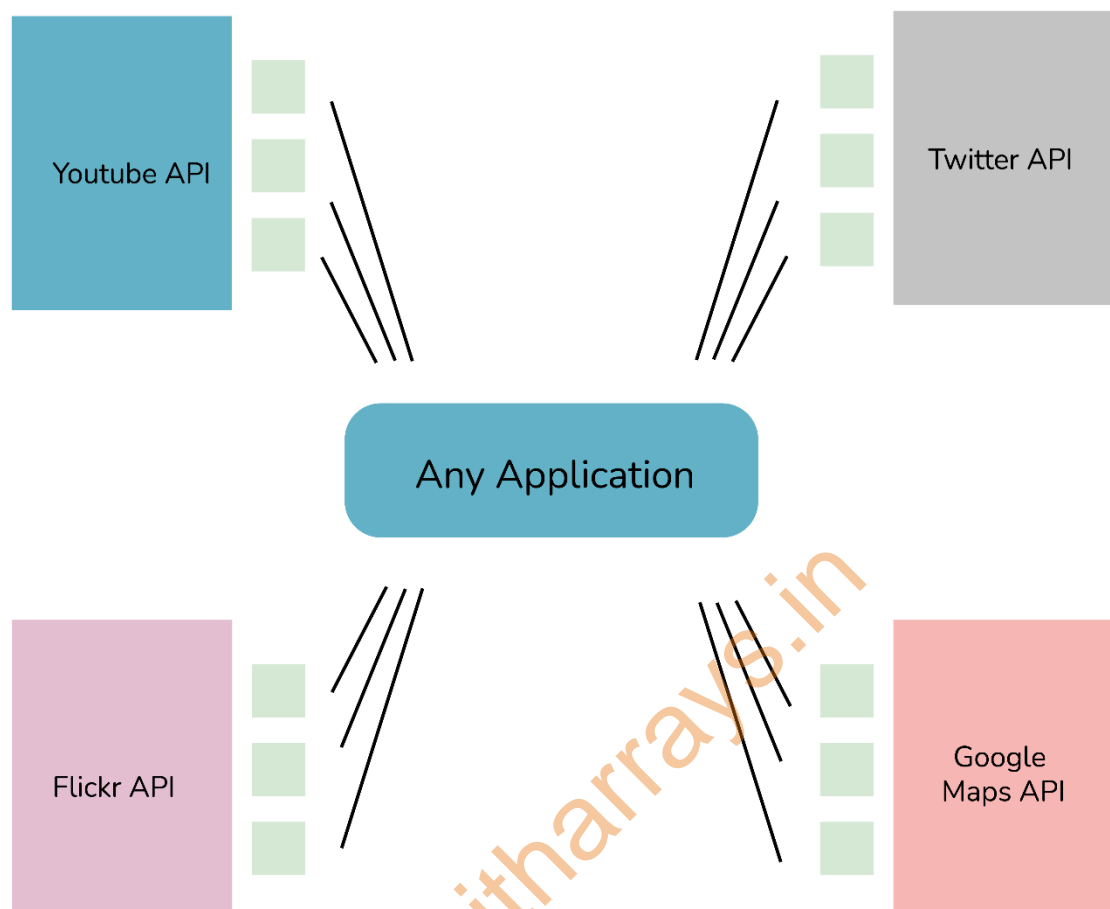 Youtube API
Twitter API
Any Application
Flickr API
Google
Maps API
itharrays.in